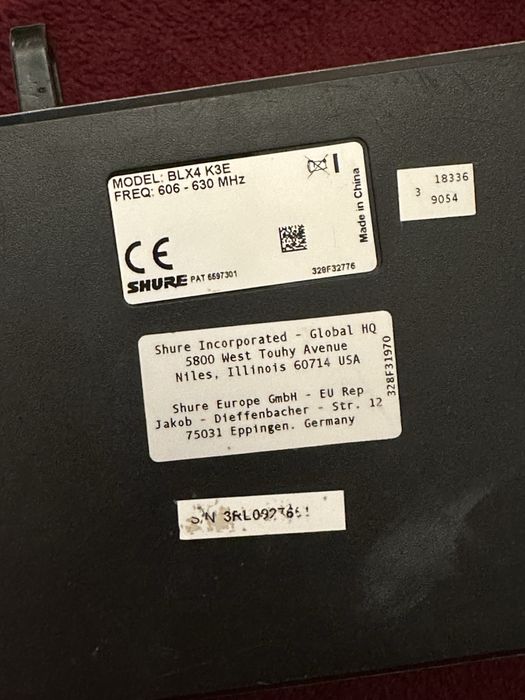 MODEL: BLX4 K3E
FREQ: 606 - 630 MHz
CE
SHURE PAT 6597301
328F32776
Made in China
3 18336
9054
Shure Incorporated - Global HQ
5800 West Touhy Avenue
Niles, Illinois 60714 USA
Shure Europe GmbH - EU Rep
Jakob - Dieffenbacher - Str. 12
75031 Eppingen. Germany
328F31970
S/N